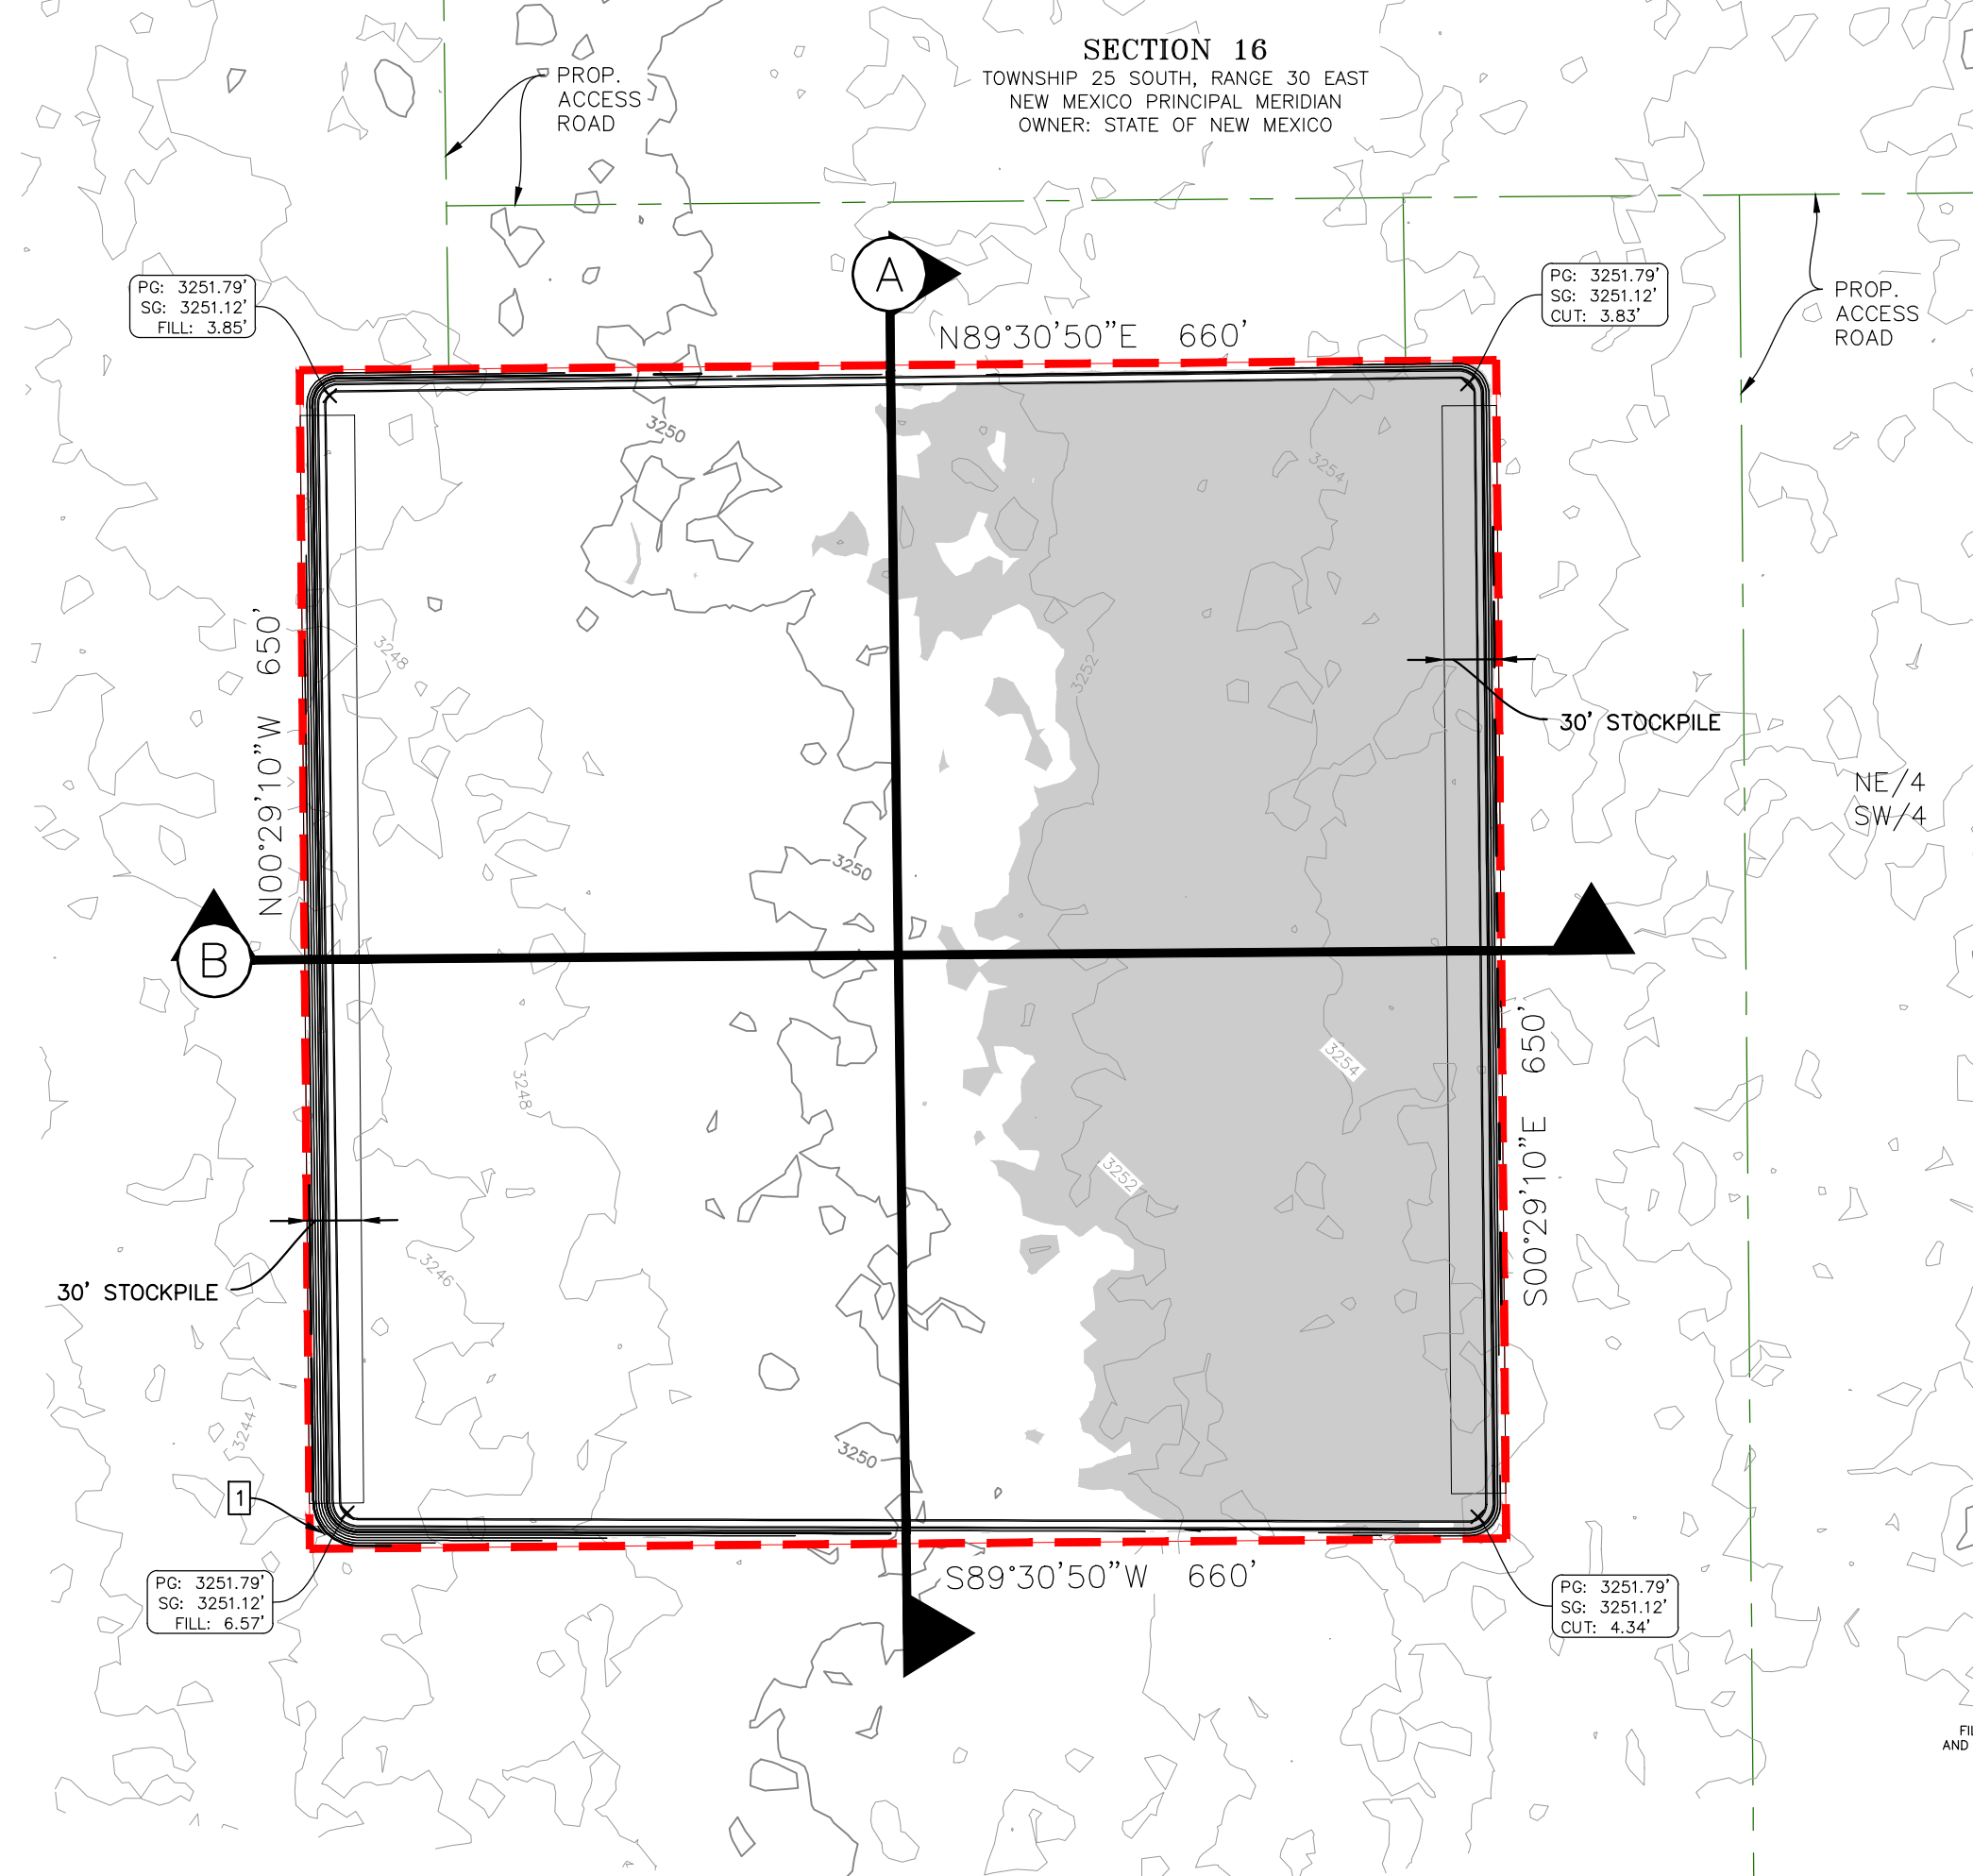 SECTION 16
TOWNSHIP 25 SOUTH, RANGE 30 EAST
NEW MEXICO PRINCIPAL MERIDIAN
OWNER: STATE OF NEW MEXICO
PROP.
ACCESS
ROAD
PG: 3251.79'
SG: 3251.12'
FILL: 3.85'
A
N89°30'50"E 660'
PG: 3251.79'
SG: 3251.12'
CUT: 3.83'
PROP.
ACCESS
ROAD
3250
3254
N00°29'10"W 650'
3248
3252
30' STOCKPILE
NE/4
SW/4
3250
B
3248
3254
S00°29'10"E 650'
3252
3246
30' STOCKPILE
3244
3250
1
S89°30'50"W 660'
PG: 3251.79'
SG: 3251.12'
FILL: 6.57'
PG: 3251.79'
SG: 3251.12'
CUT: 4.34'
AND